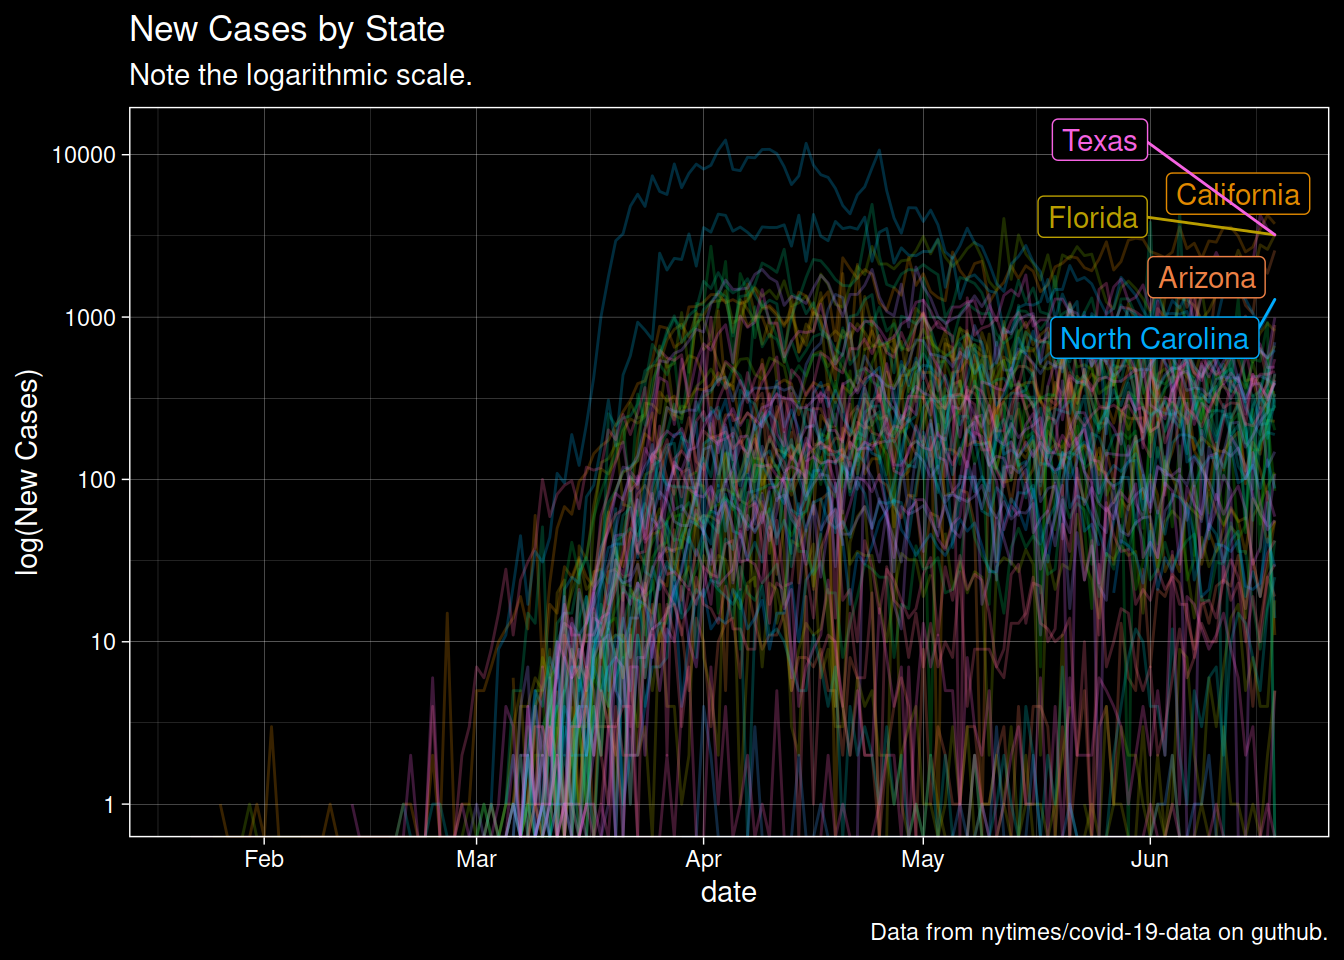 New Cases by State
Note the logarithmic scale.
log(New Cases)
10000
1000
100
10
1
Texas
California
Florida
Arizona
North Carolina
Feb
Mar
Apr
May
Jun
date
Data from nytimes/covid-19-data on guthub.